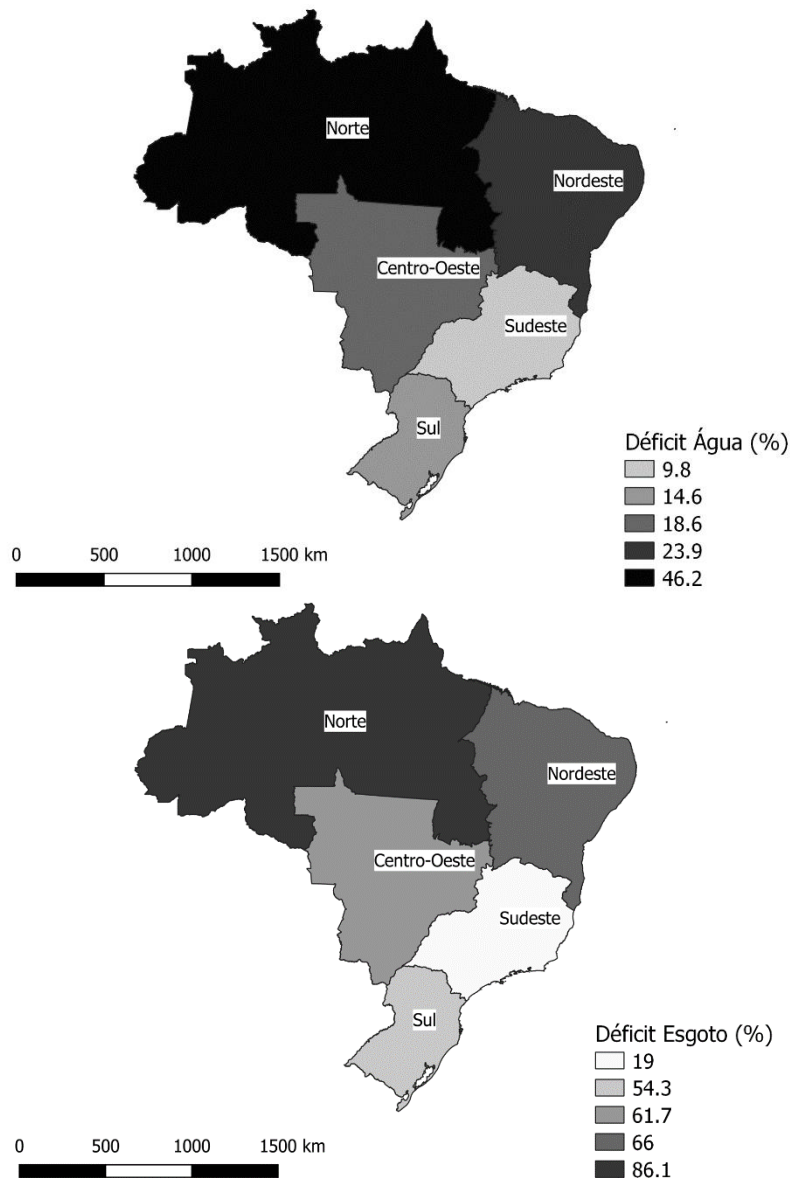 Norte
Nordeste
Centro-Oeste
Sudeste
Sul
Déficit Água (%)
9.8
14.6
18.6
23.9
46.2
0 500 1000 1500 km
Norte
Nordeste
Centro-Oeste
Sudeste
Sul
Déficit Esgoto (%)
19
54.3
61.7
66
86.1
0 500 1000 1500 km